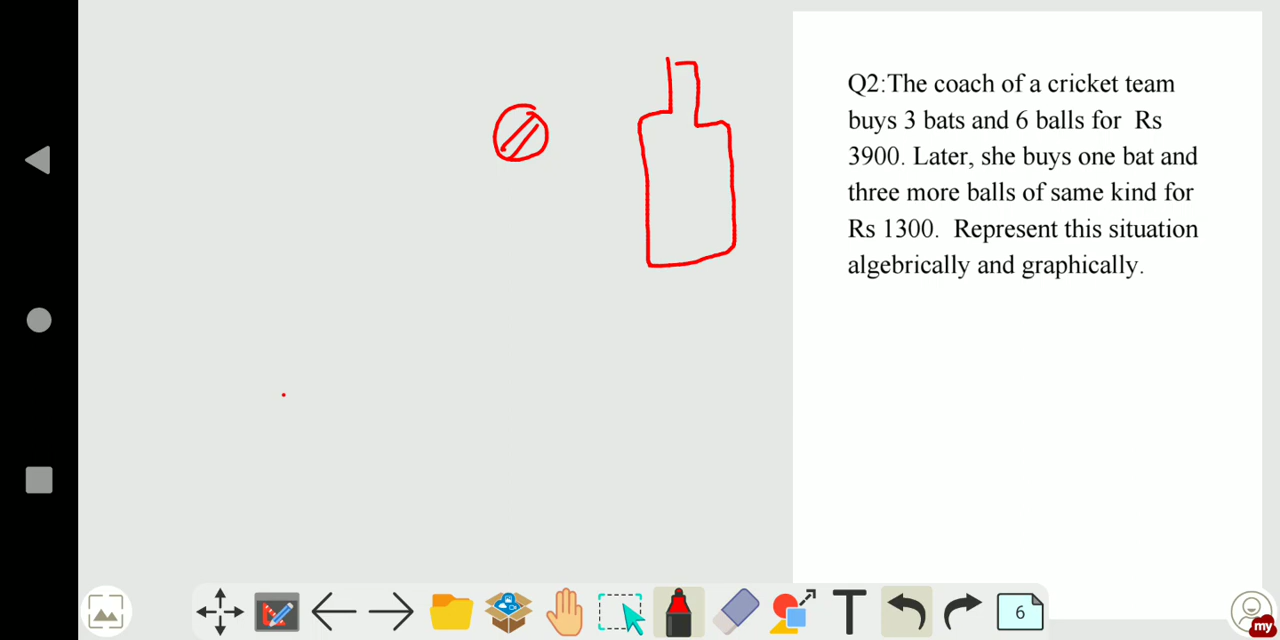 Q2:The coach of a cricket team
buys 3 bats and 6 balls for Rs
3900. Later, she buys one bat and
three more balls of same kind for
Rs 1300. Represent this situation
algebrically and graphically.
T
6
my